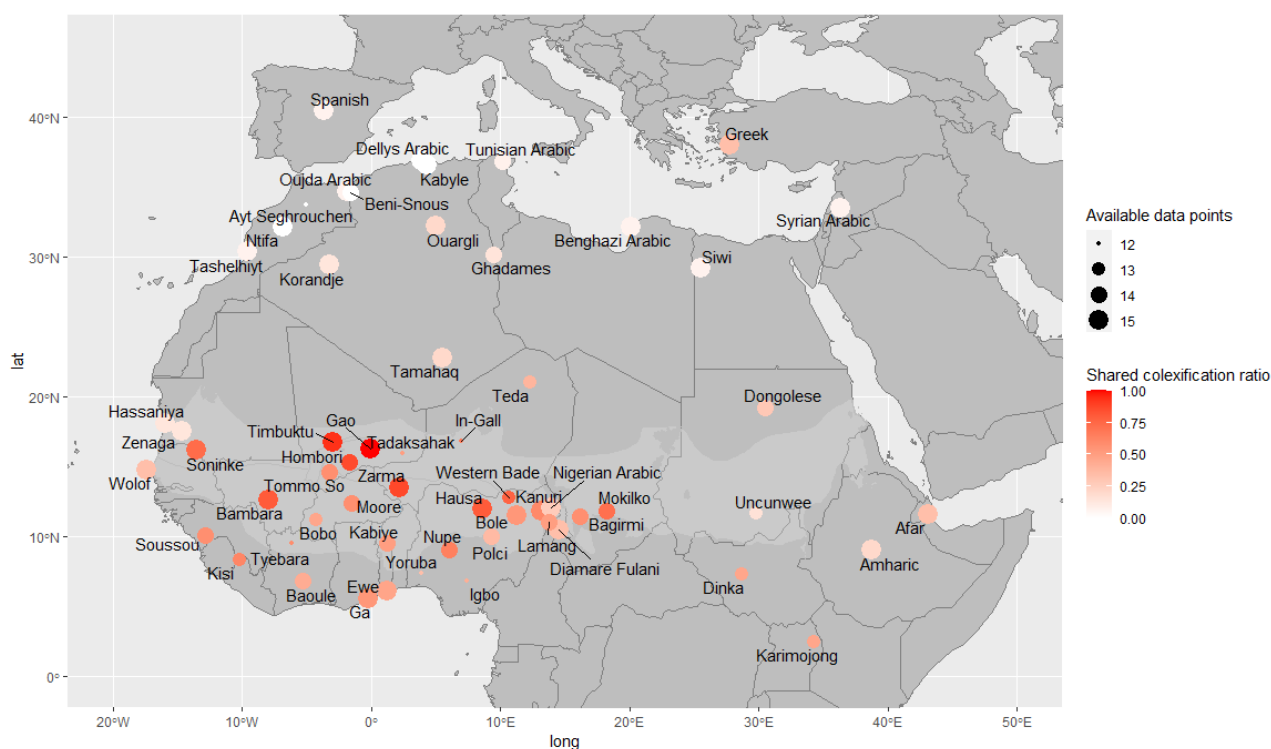 Spanish
40°N
Greek
Dellys Arabic
Tunisian Arabic
Oujda Arabic
Kabyle
Beni-Snous
Ayt Seghrouchen
Syrian Arabic
Ntifa
Ouargli
Benghazi Arabic
30°N
Tashelhiyt
Siwi
Ghadames
Korandje
Tamahaq
Teda
Dongolese
20°N
Hassaniya
Gao
In-Gall
Timbuktu
Tadaksahak
Zenaga
Hombori
Soninke
Western Bade
Nigerian Arabic
Wolof
Tommo So
Zarma
Hausa
Kanuri
Mokilko
Uncunwee
Bambara
Moore
Bole
Bagirmi
Afar
10°N
Soussou
Bobo
Kabiye
Nupe
Lamang
Tyebara
Yoruba
Polci
Diamare Fulani
Amharic
Kisi
Baoule
Ewe
Igbo
Dinka
Ga
Karimojong
0°
lat
20°W
10°W
0°
10°E
20°E
30°E
40°E
50°E
long
Available data points
12
13
14
15
Shared colexification ratio
1.00
0.75
0.50
0.25
0.00